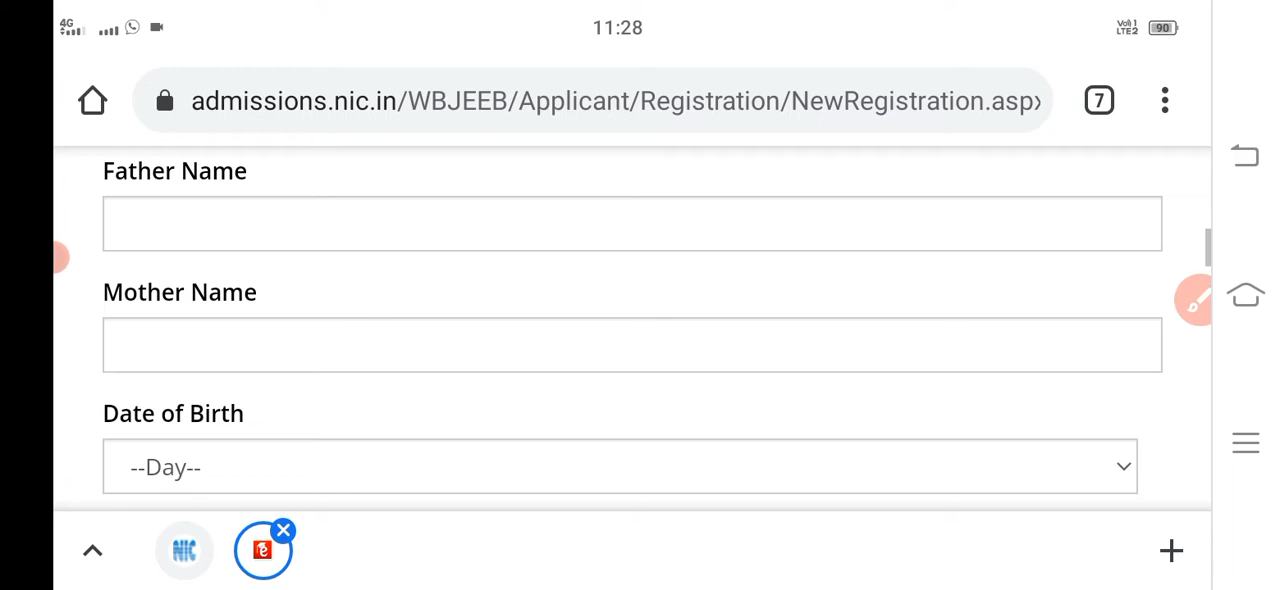 4G
11:28
Vo)) 1
LTE2
90
admissions.nic.in/WBJEEB/Applicant/Registration/NewRegistration.aspx
7
Father Name
Mother Name
Date of Birth
--Day--
NIC